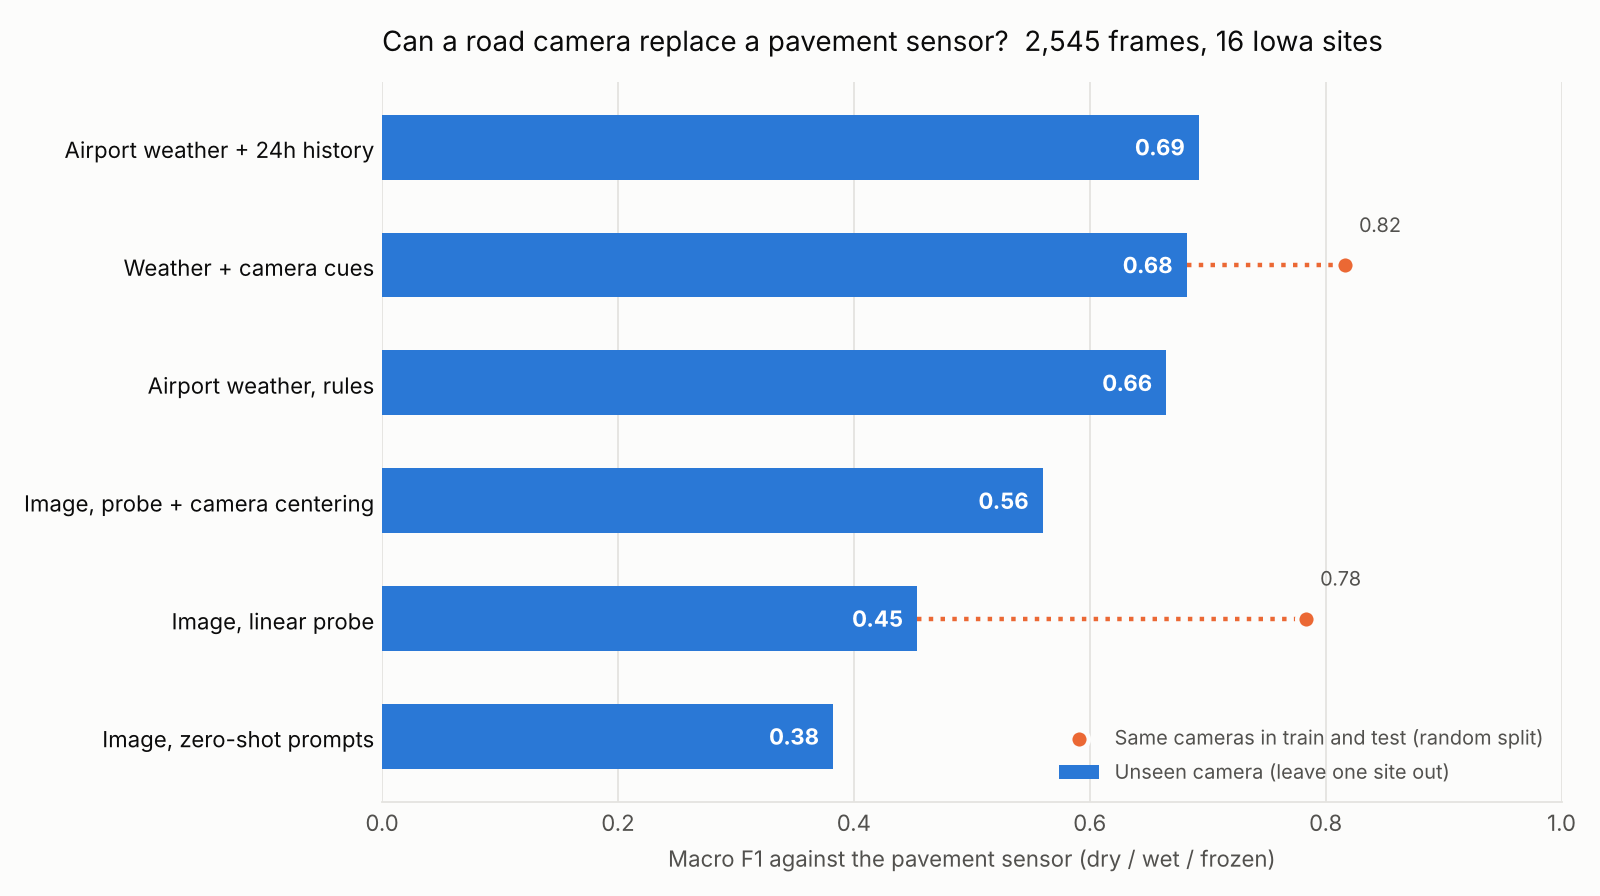 Can a road camera replace a pavement sensor?  2,545 frames, 16 Iowa sites
Airport weather + 24h history
0.69
0.82
Weather + camera cues
0.68
Airport weather, rules
0.66
Image, probe + camera centering
0.56
0.78
Image, linear probe
0.45
Image, zero-shot prompts
0.38
Same cameras in train and test (random split)
Unseen camera (leave one site out)
0.0 0.2 0.4 0.6 0.8 1.0
Macro F1 against the pavement sensor (dry / wet / frozen)